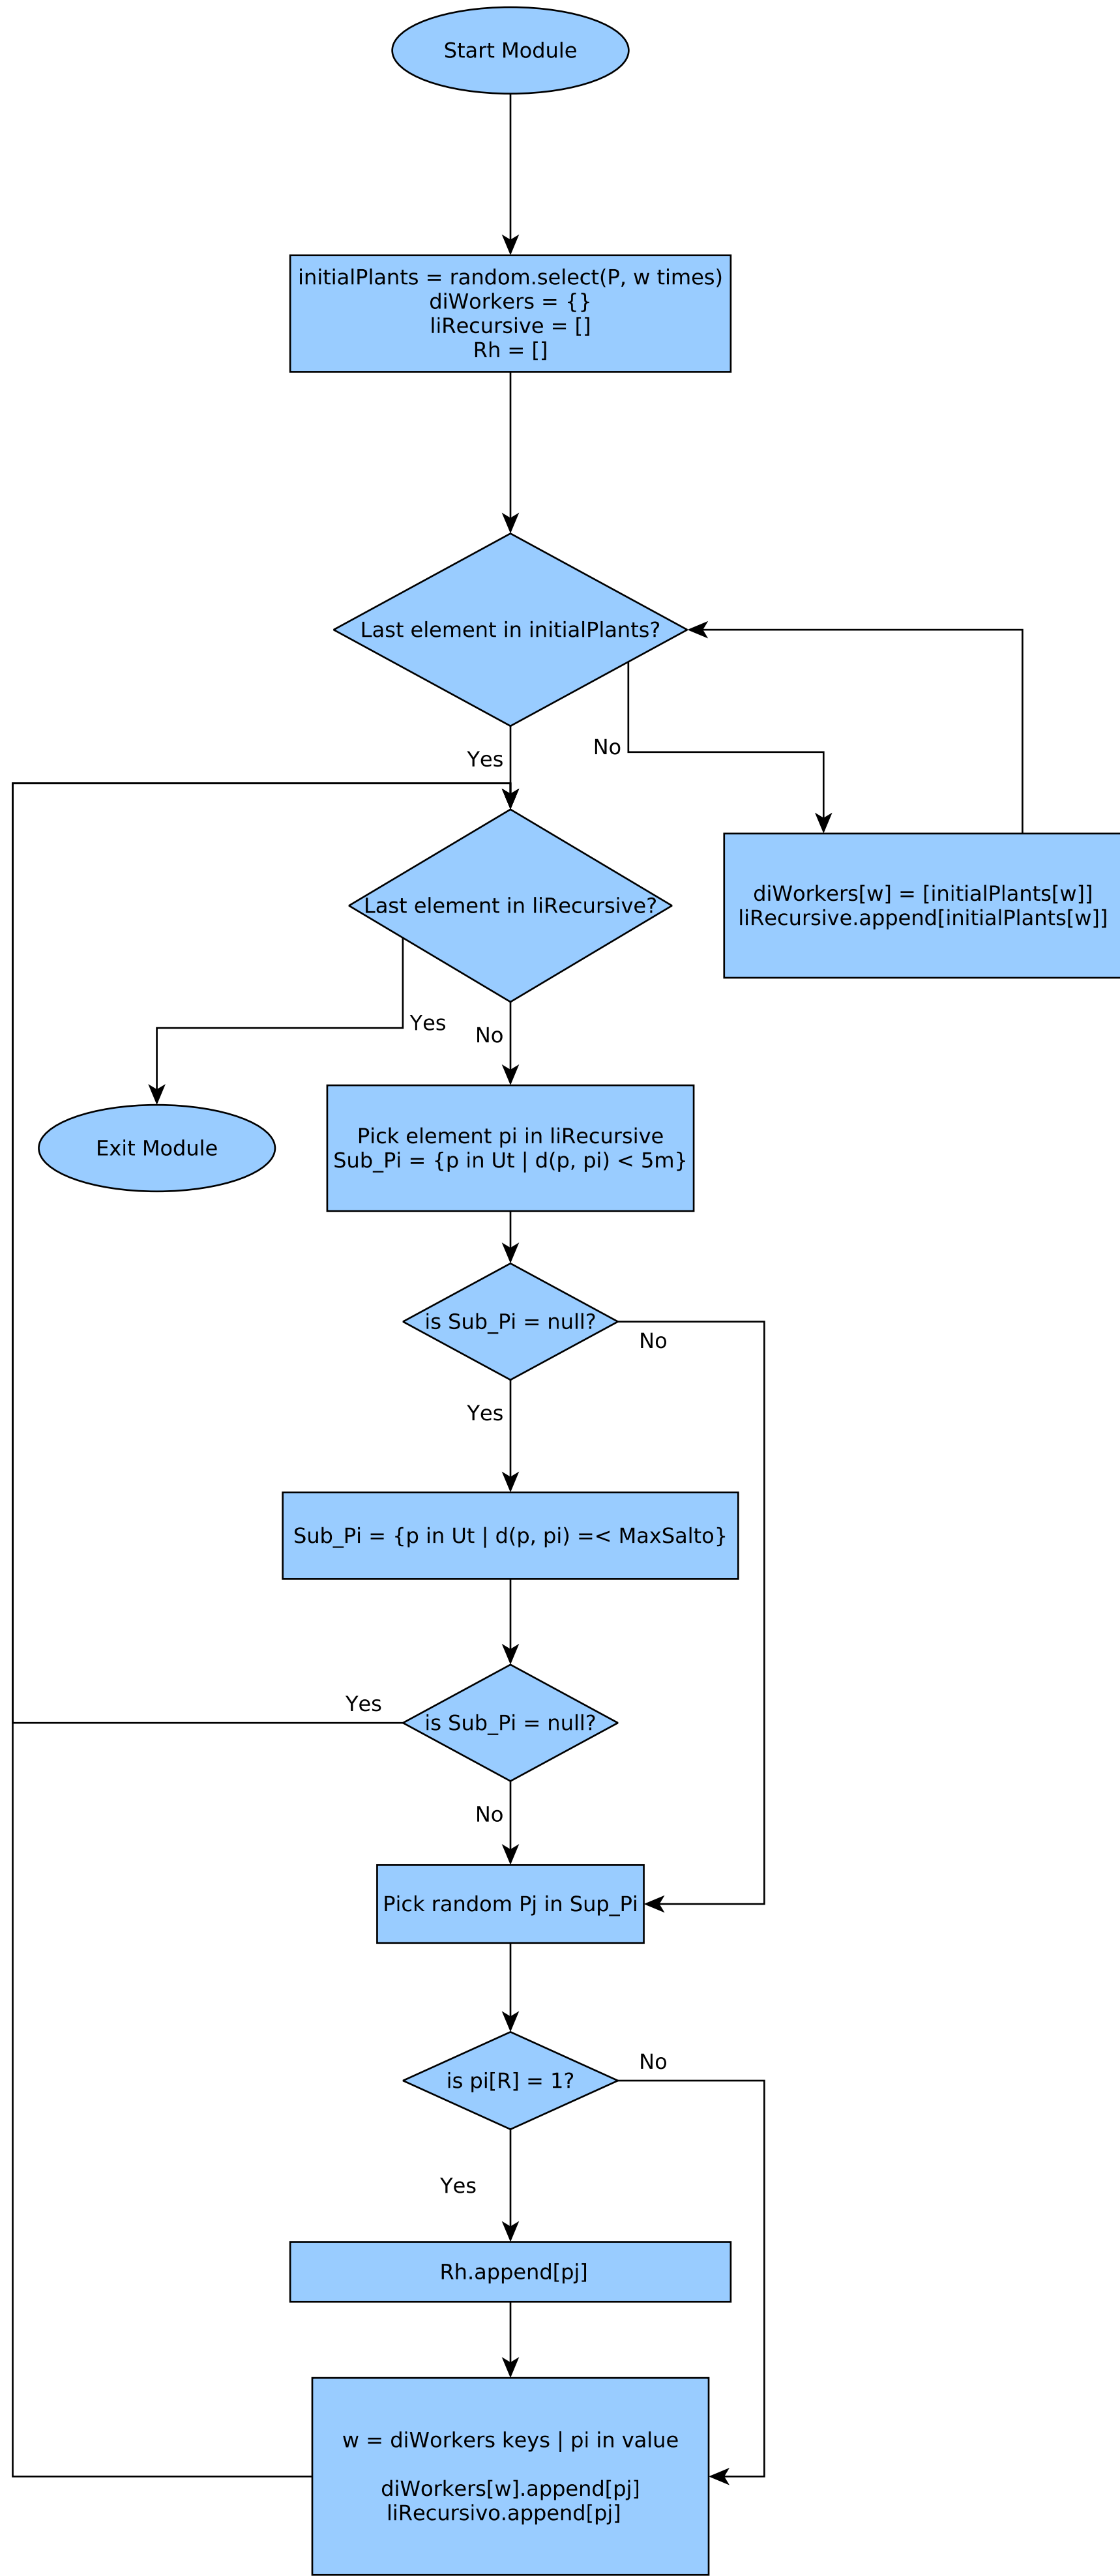 Start Module
initialPlants = random.select(P, w times)
diWorkers = {}
liRecursive = []
Rh = []
Last element in initialPlants?
Yes
No
diWorkers[w] = [initialPlants[w]]
liRecursive.append[initialPlants[w]]
Last element in liRecursive?
Yes
No
Exit Module
Pick element pi in liRecursive
Sub_Pi = {p in Ut | d(p, pi) < 5m}
is Sub_Pi = null?
No
Yes
Sub_Pi = {p in Ut | d(p, pi) =< MaxSalto}
Yes
is Sub_Pi = null?
No
Pick random Pj in Sup_Pi
No
is pi[R] = 1?
Yes
Rh.append[pj]
w = diWorkers keys | pi in value
diWorkers[w].append[pj]
liRecursivo.append[pj]